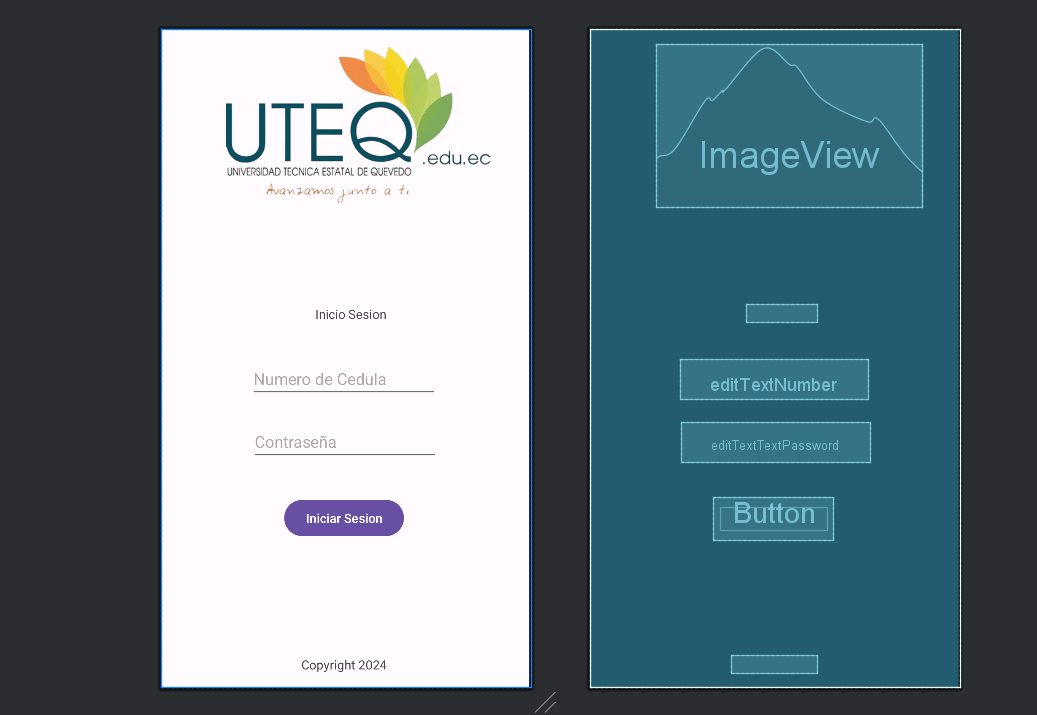 UTEQ
.edu.ec
UNIVERSIDAD TÉCNICA ESTATAL DE QUEVEDO
Avanzamos junto a ti
Inicio Sesion
Numero de Cedula
Contraseña
Iniciar Sesion
Copyright 2024
ImageView
editTextNumber
editTextTextPassword
Button